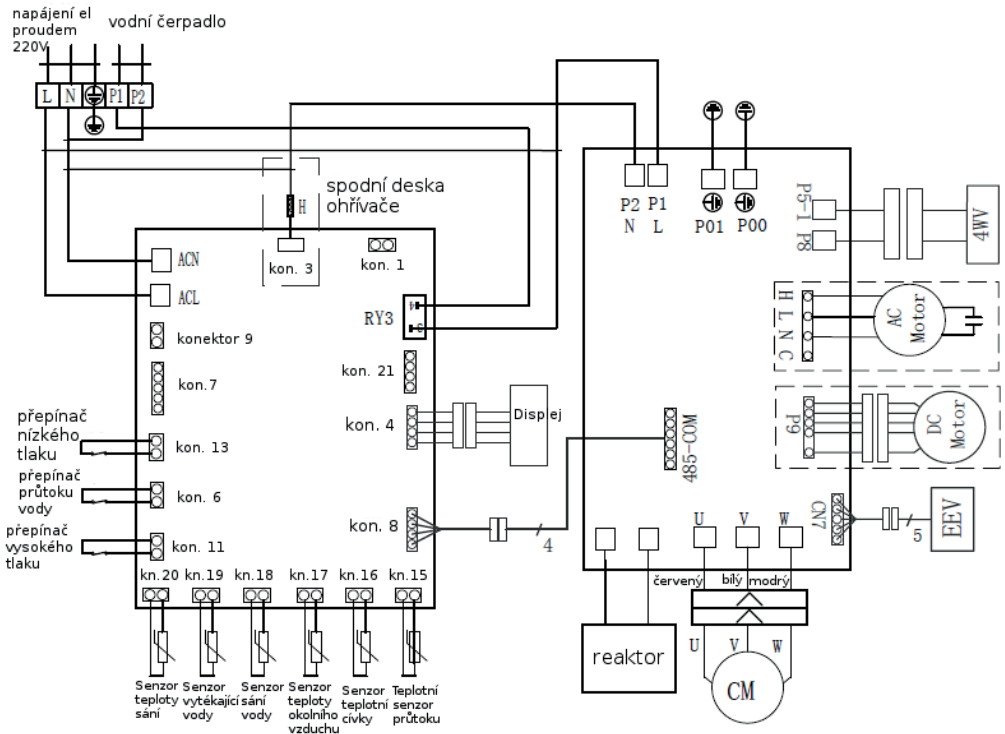 napájení el
proudem
220V
vodní čerpadlo
L N P1 P2
spodní deska
ohřívače
H
kon. 3
kon. 1
ACN
ACL
RY3
4
3
konektor 9
kon.7
kon. 21
kon. 4
Displej
přepínač
nízkého
tlaku
kon. 13
přepínač
průtoku
vody
kon. 6
přepínač
vysokého
tlaku
kon. 11
kon. 8
4
kn.20 kn.19 kn.18 kn.17 kn.16 kn.15
Senzor
teploty
sání
Senzor
vytékající
vody
Senzor
sání
vody
Senzor
teploty
okolního
vzduchu
Senzor
teplotní
cívky
Teplotní
senzor
průtoku
P2 P1
N L
P01 P00
P5-1
P8
4WV
H L N C
AC
Motor
P9
DC
Motor
485-COM
CN7
5
EEV
U V W
červený bílý modrý
U V W
CM
reaktor